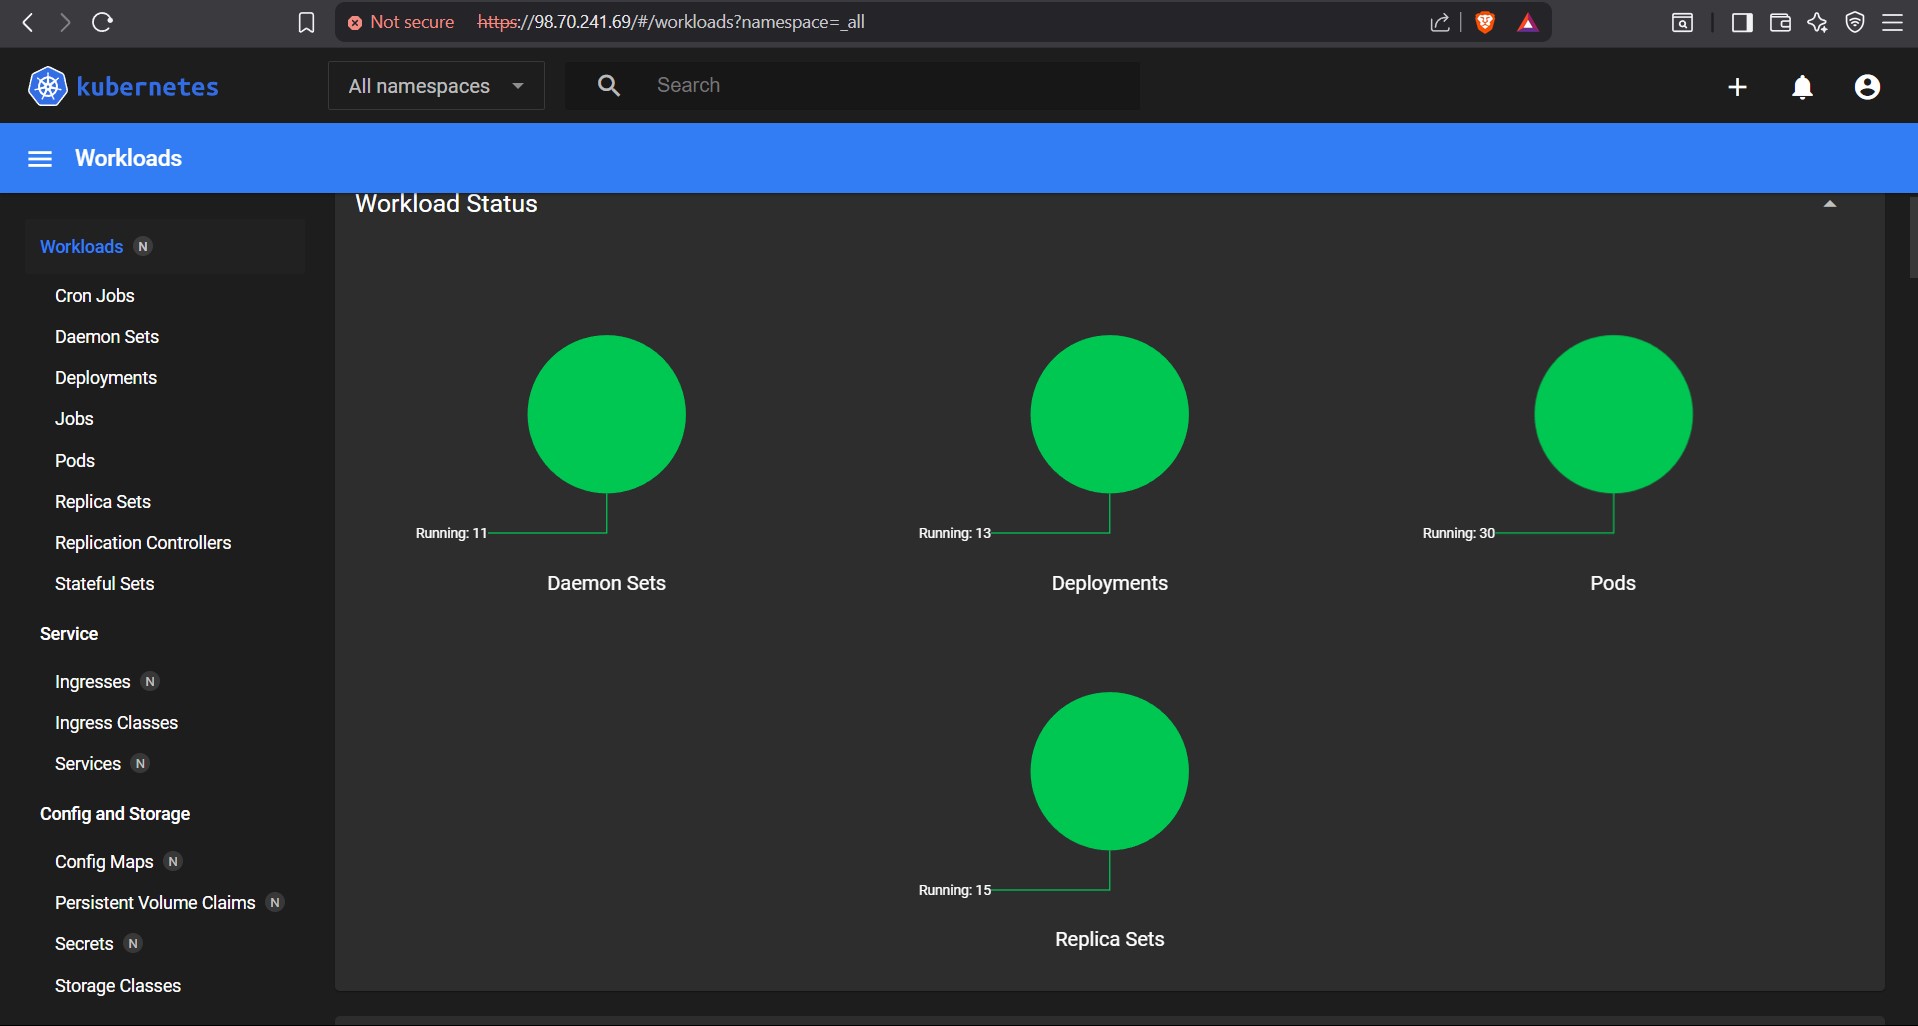 Not secure https://98.70.241.69/#/workloads?namespace=_all
kubernetes
All namespaces
Search
Workloads
Workload Status
Workloads N
Cron Jobs
Daemon Sets
Deployments
Jobs
Pods
Replica Sets
Replication Controllers
Stateful Sets
Service
Ingresses N
Ingress Classes
Services N
Config and Storage
Config Maps N
Persistent Volume Claims N
Secrets N
Storage Classes
Running: 11
Daemon Sets
Running: 13
Deployments
Running: 30
Pods
Running: 15
Replica Sets